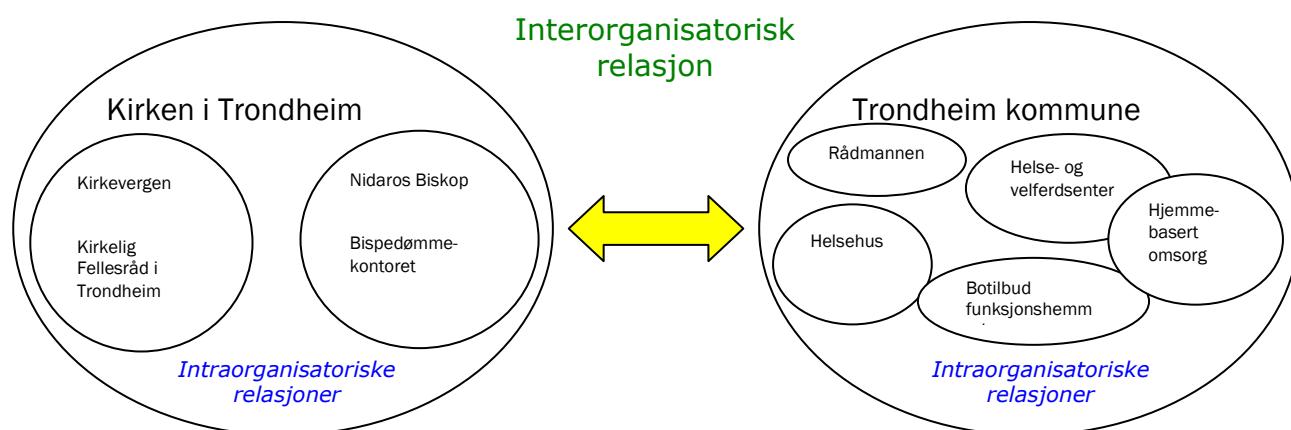 Interorganisatorisk
relasjon
Kirken i Trondheim
Kirkevergen
Kirkelig
Fellesråd i
Trondheim
Nidaros Biskop
Bispedømme-
kontoret
Intraorganisatoriske
relasjoner
Trondheim kommune
Rådmannen
Helse- og
velferdsenter
Hjemme-
basert
omsorg
Helsehus
Botilbud
funksjonshemm
Intraorganisatoriske
relasjoner